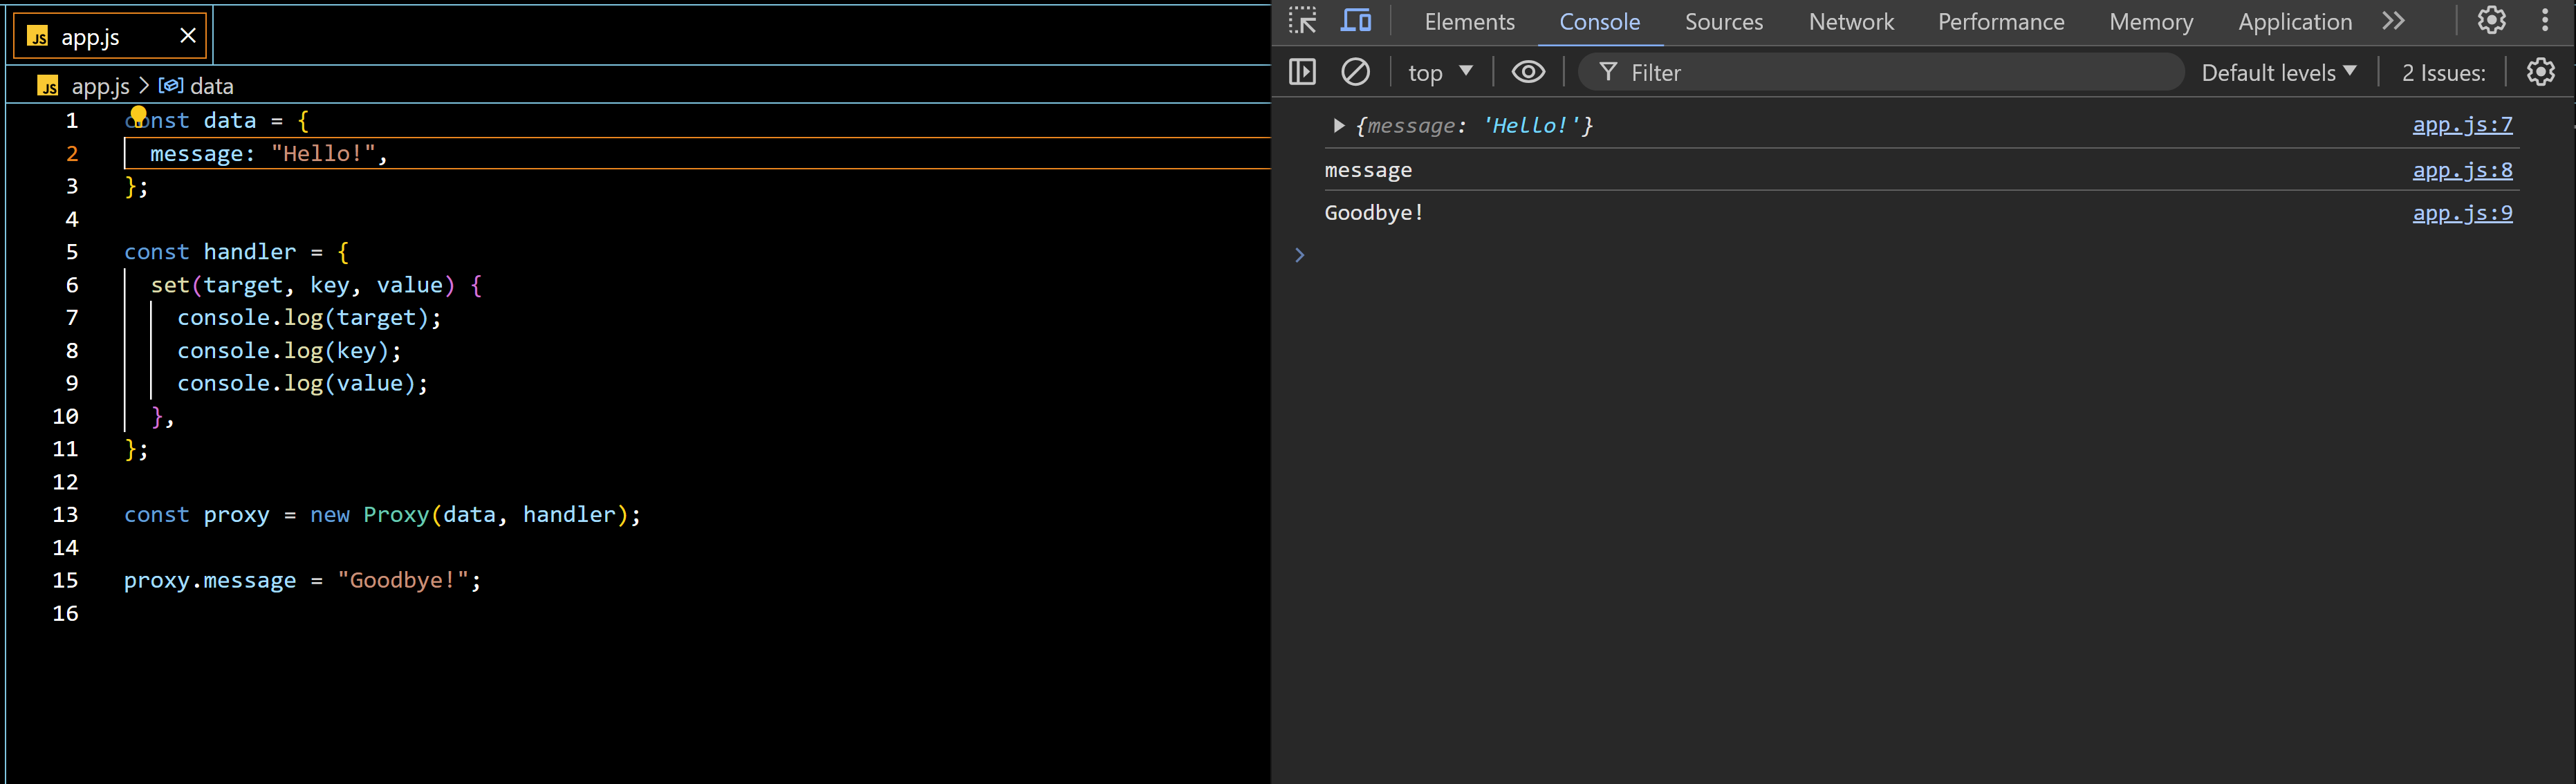 JS app.js
JS app.js > data
1 const data = {
2 message: "Hello!",
3 };
4
5 const handler = {
6 set(target, key, value) {
7 console.log(target);
8 console.log(key);
9 console.log(value);
10 },
11 };
12
13 const proxy = new Proxy(data, handler);
14
15 proxy.message = "Goodbye!";
16
Elements Console Sources Network Performance Memory Application
top Filter Default levels 2 Issues:
{message: 'Hello!'} app.js:7
message app.js:8
Goodbye! app.js:9